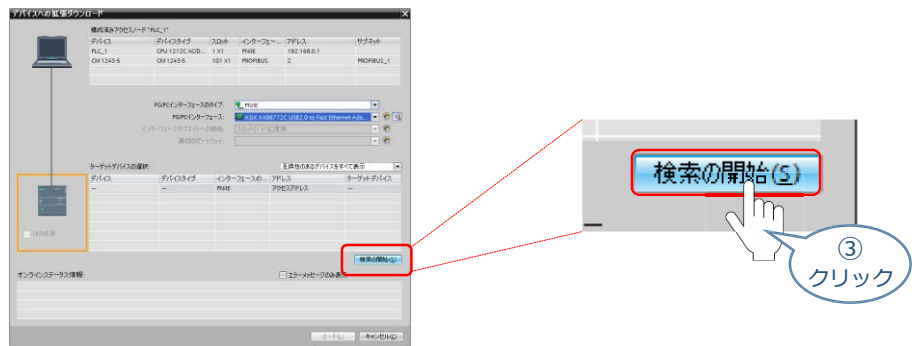 デバイスへの拡張ダウンロード
構成済みアクセスノード "PLC_1"
デバイス デバイスタイプ スロット インターフェー... アドレス サブネット
PLC_1 CPU 1212C AC/D... 1 X1 PN/IE 192.168.0.1
CM 1243-5 CM 1243-5 101 X1 PROFIBUS 2 PROFIBUS_1
PG/PCインターフェースのタイプ: PN/IE
PG/PCインターフェース: ASIX AX88772C USB2.0 to Fast Ethernet Ada...
ターゲットデバイスの選択: 互換性のあるデバイスをすべて表示
デバイス デバイスタイプ インターフェースの... アドレス ターゲットデバイス
— — PN/IE アクセスアドレス —
LED点滅
検索の開始(S)
オンラインステータス情報: エラーメッセージのみ表示
ロード(L) キャンセル(C)
検索の開始(S)
③
クリック